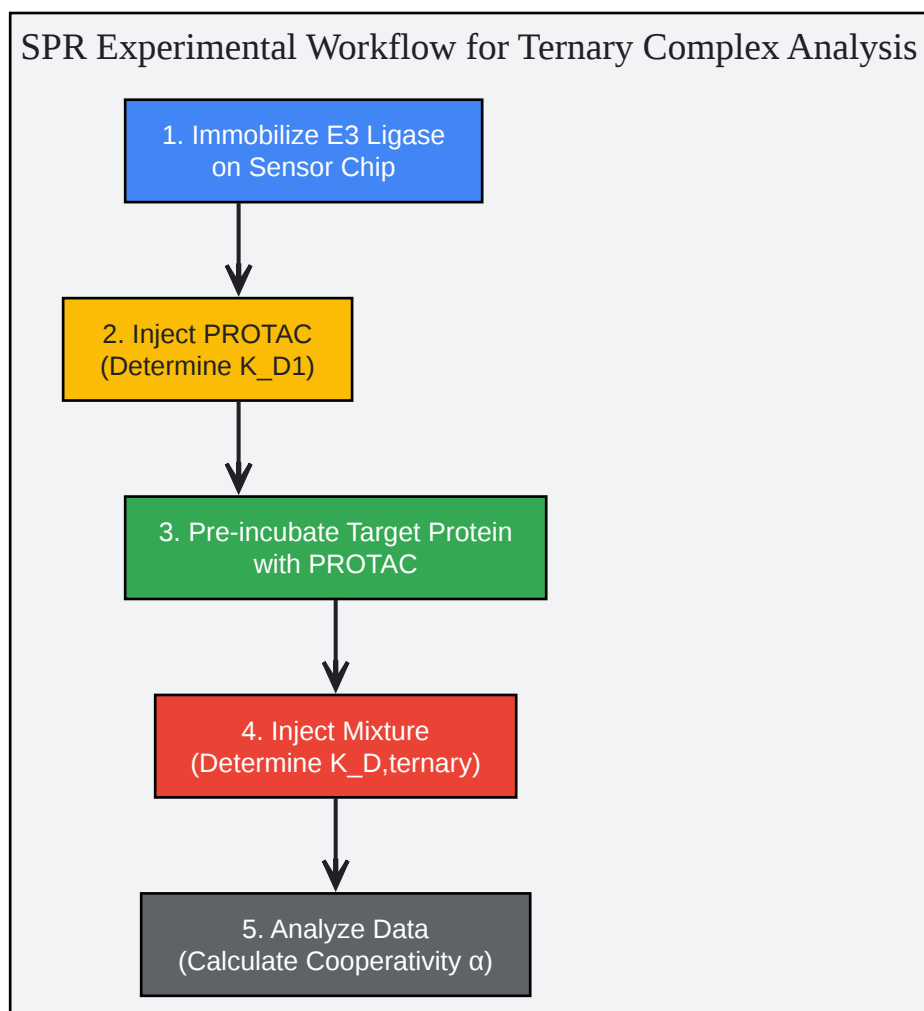 SPR Experimental Workflow for Ternary Complex Analysis
1. Immobilize E3 Ligase
on Sensor Chip
2. Inject PROTAC
(Determine K_D1)
3. Pre-incubate Target Protein
with PROTAC
4. Inject Mixture
(Determine K_D,ternary)
5. Analyze Data
(Calculate Cooperativity α)